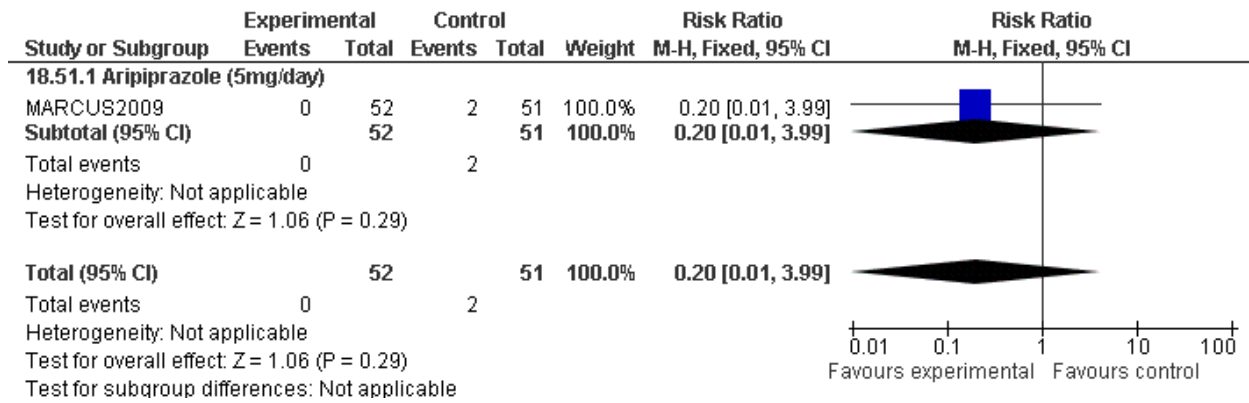 Experimental Control Risk Ratio Risk Ratio
Study or Subgroup Events Total Events Total Weight M-H, Fixed, 95% CI M-H, Fixed, 95% CI
18.51.1 Aripiprazole (5mg/day)
MARCUS2009 0 52 2 51 100.0% 0.20 [0.01, 3.99]
Subtotal (95% CI) 52 51 100.0% 0.20 [0.01, 3.99]
Total events 0 2
Heterogeneity: Not applicable
Test for overall effect: Z = 1.06 (P = 0.29)
Total (95% CI) 52 51 100.0% 0.20 [0.01, 3.99]
Total events 0 2
Heterogeneity: Not applicable
Test for overall effect: Z = 1.06 (P = 0.29)
Test for subgroup differences: Not applicable
0.01 0.1 1 10 100
Favours experimental Favours control